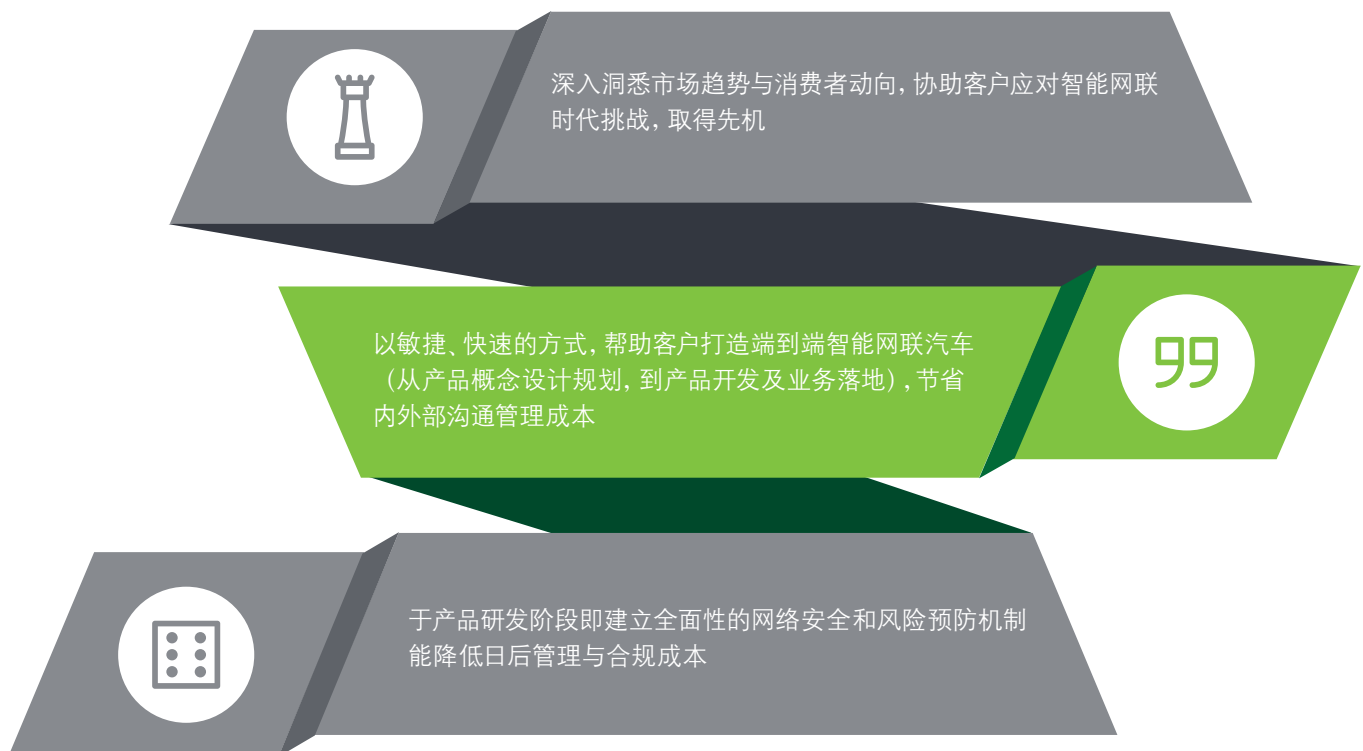 深入洞悉市场趋势与消费者动向，协助客户应对智能网联
时代挑战，取得先机
以敏捷、快速的方式，帮助客户打造端到端智能网联汽车
（从产品概念设计规划，到产品开发及业务落地），节省
内外部沟通管理成本
于产品研发阶段即建立全面性的网络安全和风险预防机制
能降低日后管理与合规成本